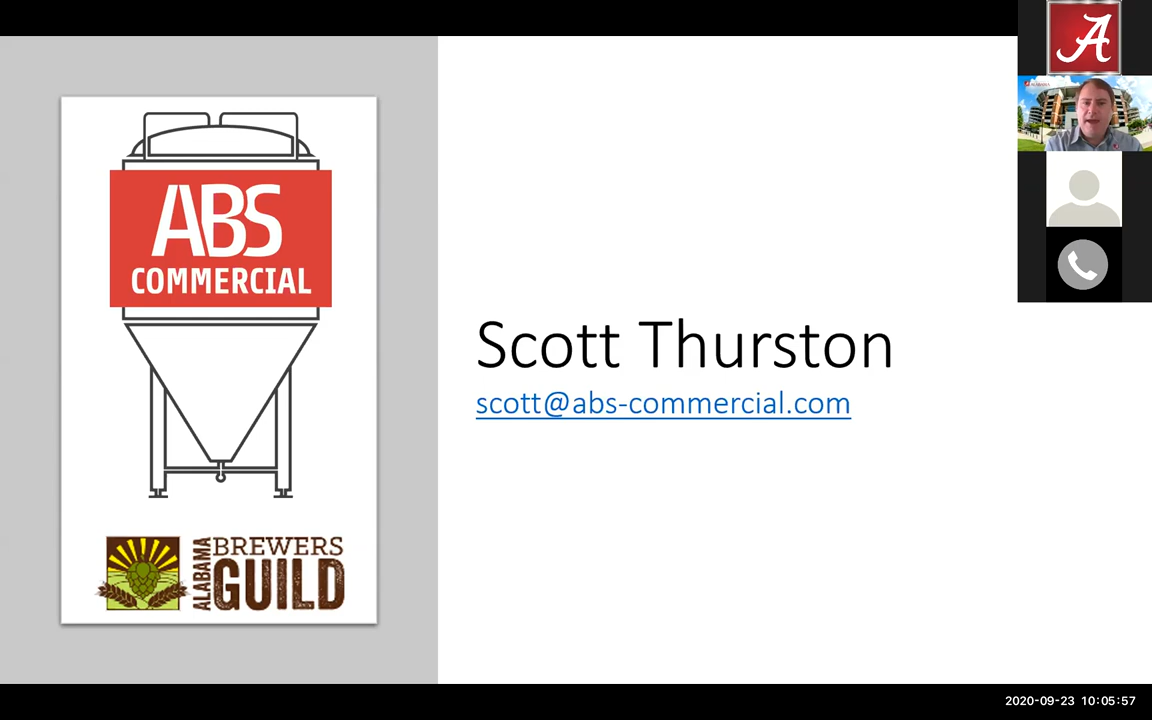 ABS
COMMERCIAL
ALABAMA
BREWERS
GUILD
Scott Thurston
scott@abs-commercial.com
A
2020-09-23 10:05:57